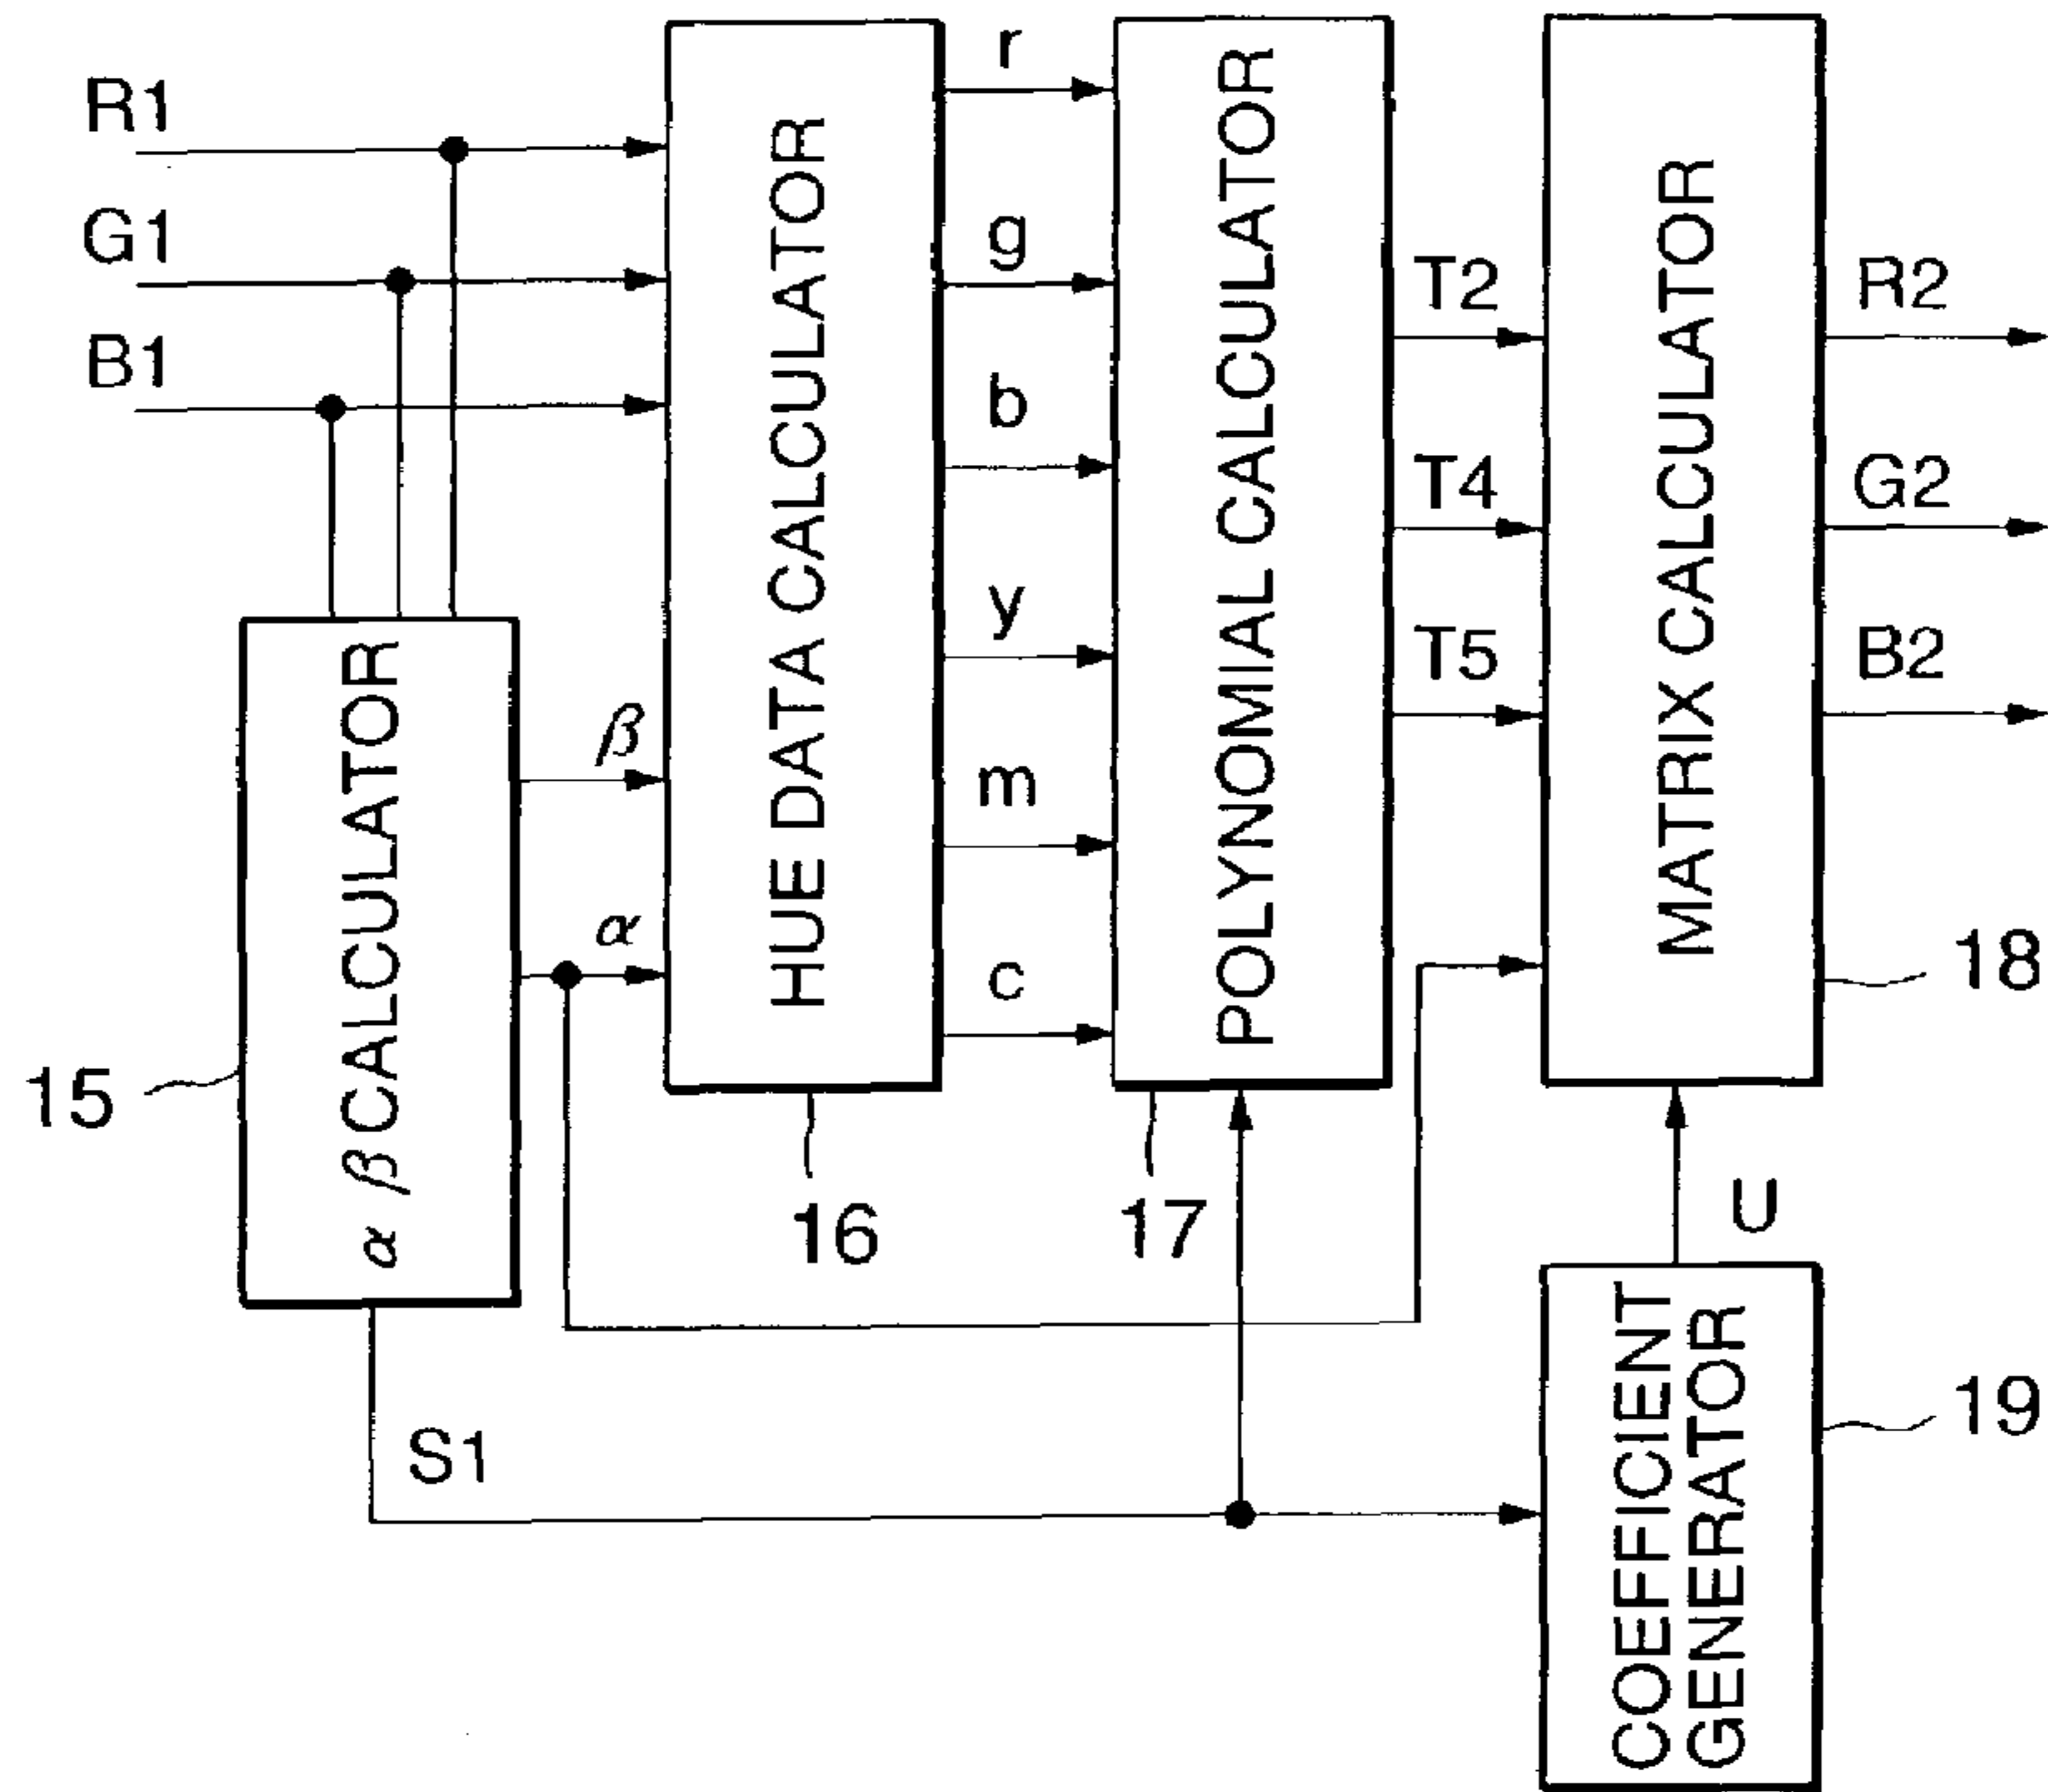 R1
G1
B1
α β CALCULATOR
15
β
α
S1
HUE DATA CALCULATOR
16
r
g
b
y
m
c
POLYNOMIAL CALCULATOR
17
T2
T4
T5
MATRIX CALCULATOR
18
R2
G2
B2
U
COEFFICIENT
GENERATOR
19